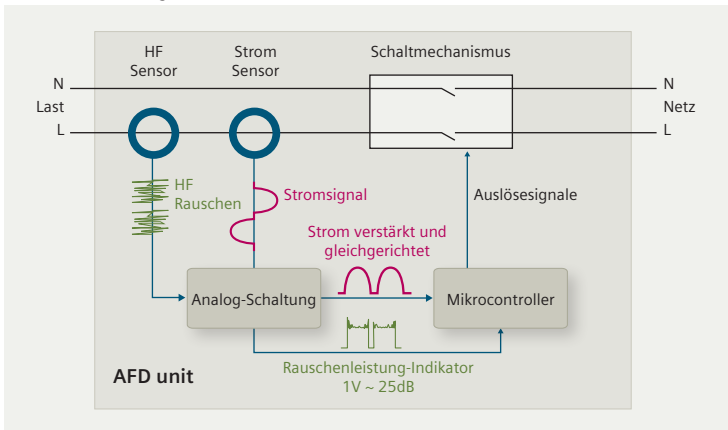 HF
Sensor
Strom
Sensor
Schaltmechanismus
N
Last
L
N
Netz
L
HF
Rauschen
Stromsignal
Auslösesignale
Strom verstärkt und
gleichgerichtet
Analog-Schaltung
Mikrocontroller
AFD unit
Rauschenleistung-Indikator
1V ~ 25dB